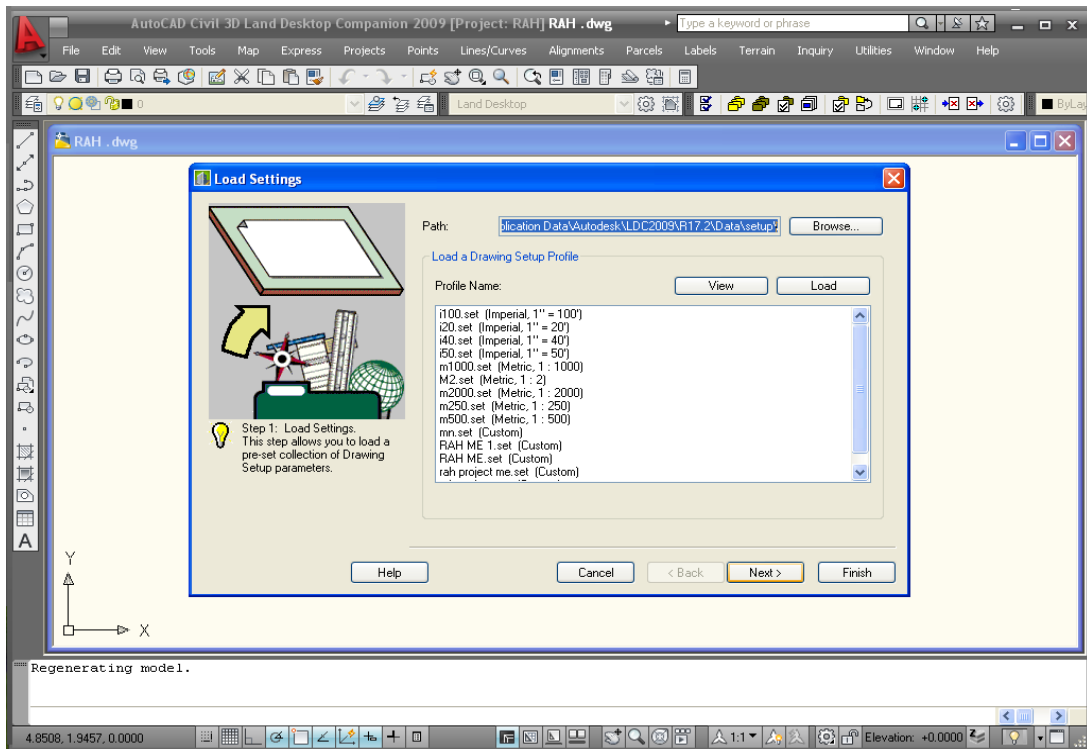 AutoCAD Civil 3D Land Desktop Companion 2009 [Project: RAH] RAH .dwg Type a keyword or phrase
File Edit View Tools Map Express Projects Points Lines/Curves Alignments Parcels Labels Terrain Inquiry Utilities Window Help
0 Land Desktop
RAH .dwg
Load Settings
Path: plication Data\Autodesk\LDC2009\R17.2\Data\setup\ Browse...
Load a Drawing Setup Profile
Profile Name: View Load
i100.set (Imperial, 1" = 100')
i20.set (Imperial, 1" = 20')
i40.set (Imperial, 1" = 40')
i50.set (Imperial, 1" = 50')
m1000.set (Metric, 1 : 1000)
M2.set (Metric, 1 : 2)
m2000.set (Metric, 1 : 2000)
m250.set (Metric, 1 : 250)
m500.set (Metric, 1 : 500)
mn.set (Custom)
RAH ME 1.set (Custom)
RAH ME.set (Custom)
rah project me.set (Custom)
Step 1: Load Settings.
This step allows you to load a
pre-set collection of Drawing
Setup parameters.
Help Cancel < Back Next > Finish
A
Y
X
Regenerating model.
4.8508, 1.9457, 0.0000 1:1 Elevation: +0.0000